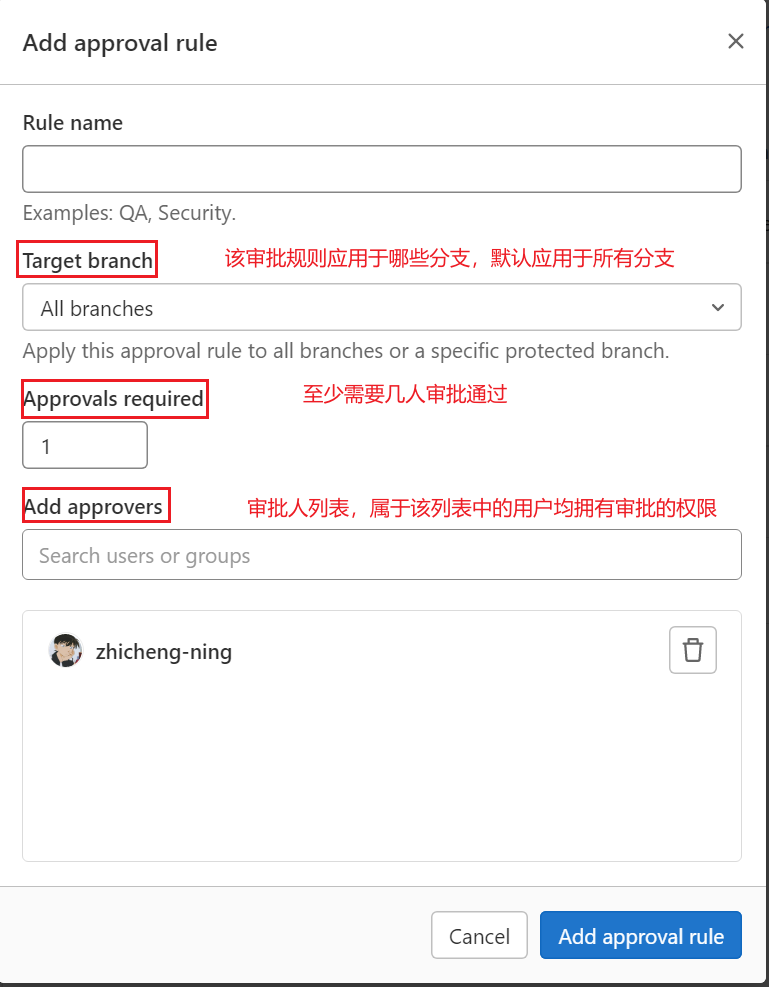 Add approval rule
Rule name
Examples: QA, Security.
Target branch
该审批规则应用于哪些分支，默认应用于所有分支
All branches
Apply this approval rule to all branches or a specific protected branch.
Approvals required
至少需要几人审批通过
1
Add approvers
审批人列表，属于该列表中的用户均拥有审批的权限
Search users or groups
zhicheng-ning
Cancel
Add approval rule